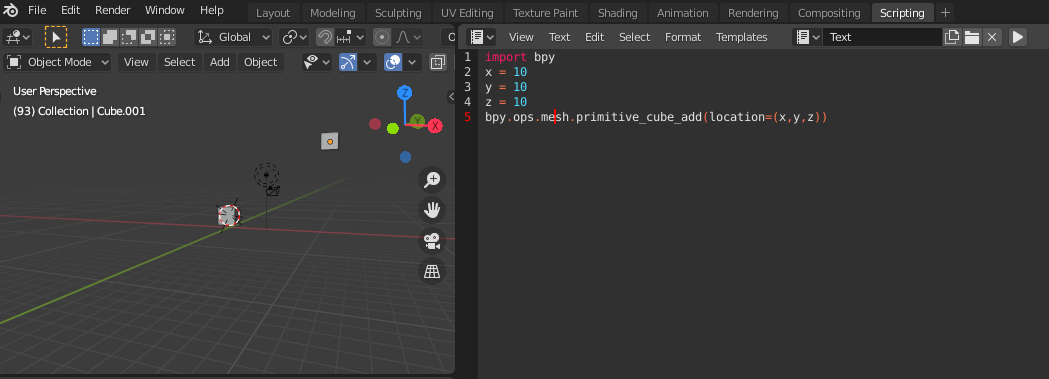 File Edit Render Window Help Layout Modeling Sculpting UV Editing Texture Paint Shading Animation Rendering Compositing Scripting +
Global
View Text Edit Select Format Templates Text
Object Mode View Select Add Object
User Perspective
(93) Collection | Cube.001
Z
Y
X
1 import bpy
2 x = 10
3 y = 10
4 z = 10
5 bpy.ops.mesh.primitive_cube_add(location=(x,y,z))